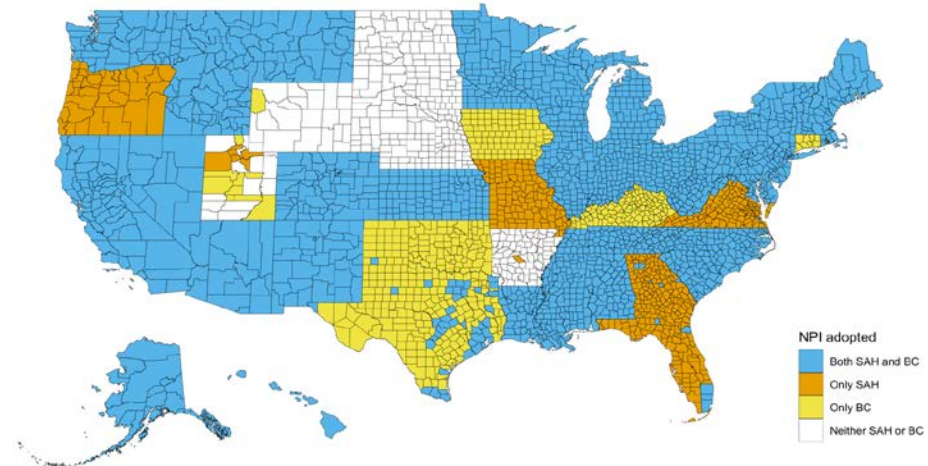 NPI adopted
Both SAH and BC
Only SAH
Only BC
Neither SAH or BC